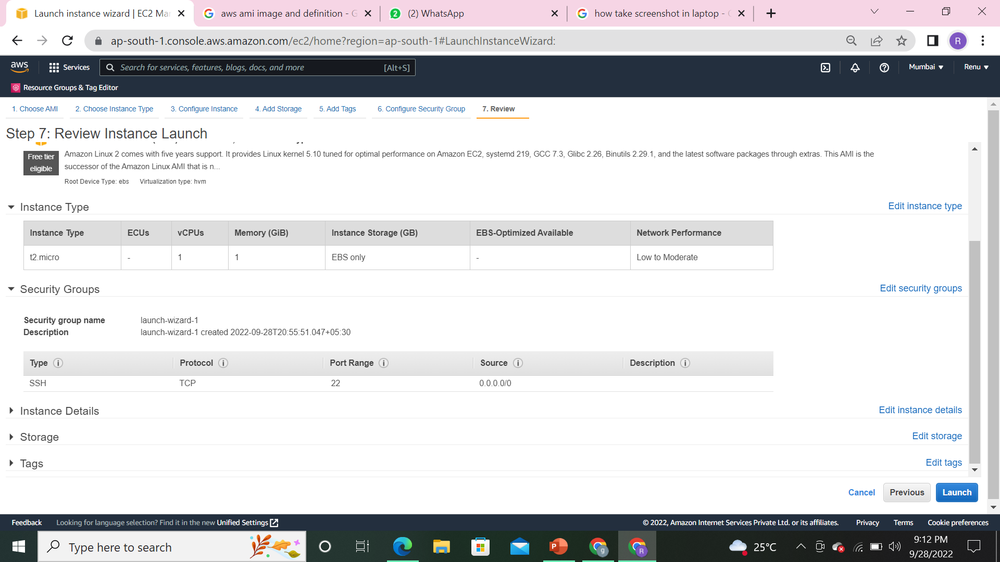 Launch instance wizard | EC2 Ma
aws ami image and definition - G
(2) WhatsApp
how take screenshot in laptop -
ap-south-1.console.aws.amazon.com/ec2/home?region=ap-south-1#LaunchInstanceWizard:
R
aws
Services
Search for services, features, blogs, docs, and more
[Alt+S]
Mumbai
Renu
Resource Groups & Tag Editor
1. Choose AMI
2. Choose Instance Type
3. Configure Instance
4. Add Storage
5. Add Tags
6. Configure Security Group
7. Review
Step 7: Review Instance Launch
Free tier
eligible
Amazon Linux 2 comes with five years support. It provides Linux kernel 5.10 tuned for optimal performance on Amazon EC2, systemd 219, GCC 7.3, Glibc 2.26, Binutils 2.29.1, and the latest software packages through extras. This AMI is the
successor of the Amazon Linux AMI that is n...
Root Device Type: ebs Virtualization type: hvm
Instance Type
Edit instance type
Instance Type ECUs vCPUs Memory (GiB) Instance Storage (GB) EBS-Optimized Available Network Performance
t2.micro - 1 1 EBS only - Low to Moderate
Security Groups
Edit security groups
Security group name launch-wizard-1
Description launch-wizard-1 created 2022-09-28T20:55:51.047+05:30
Type Protocol Port Range Source Description
SSH TCP 22 0.0.0.0/0
Instance Details
Edit instance details
Storage
Edit storage
Tags
Edit tags
Cancel
Previous
Launch
Feedback
Looking for language selection? Find it in the new Unified Settings
© 2022, Amazon Internet Services Private Ltd. or its affiliates.
Privacy
Terms
Cookie preferences
Type here to search
P
g
R
25°C
9:12 PM
9/28/2022